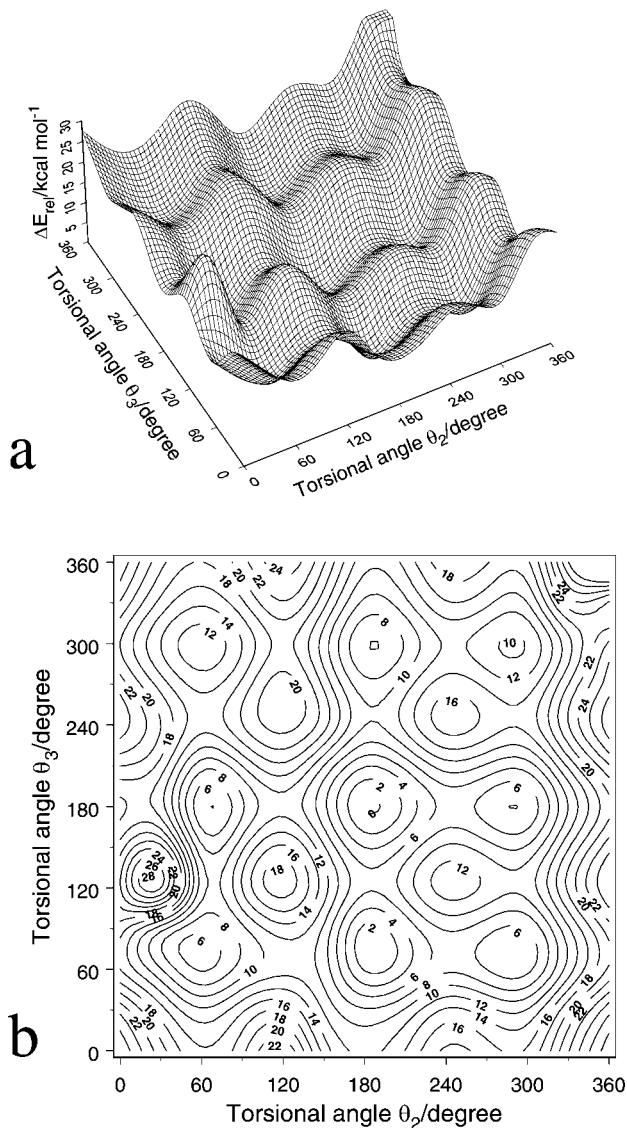 a
ΔErel/kcal mol⁻¹
30
25
20
15
10
5
360
300
240
180
120
60
0
Torsional angle θ3/degree
0
60
120
180
240
300
360
Torsional angle θ2/degree
b
Torsional angle θ3/degree
360
300
240
180
120
60
0
20 22 24 18 24 22
12 14 8 10
20 10 12 22
22 20 18 16 24
20
6 8 2 4 6 6
0
24 26 28 22 20 16 18 12 14 12 20 22
18 16
6 8 10 2 4 6 8 10 6
18 20 22 16 18 20 22 14 12 14 16 16 18 20 22
0 60 120 180 240 300 360
Torsional angle θ2/degree